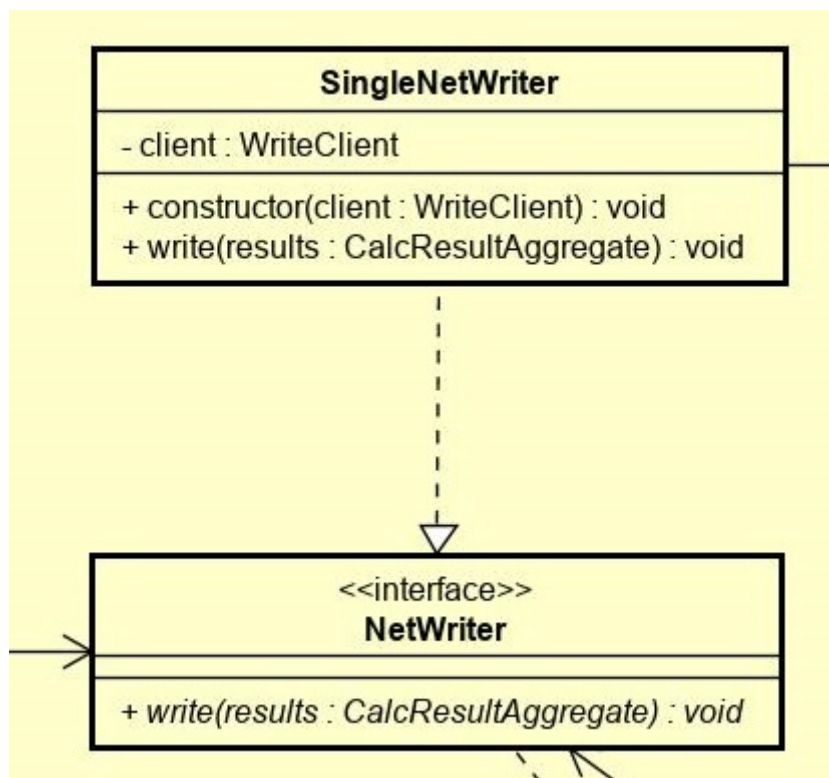 SingleNetWriter
- client : WriteClient
+ constructor(client : WriteClient) : void
+ write(results : CalcResultAggregate) : void
<<interface>>
NetWriter
+ write(results : CalcResultAggregate) : void